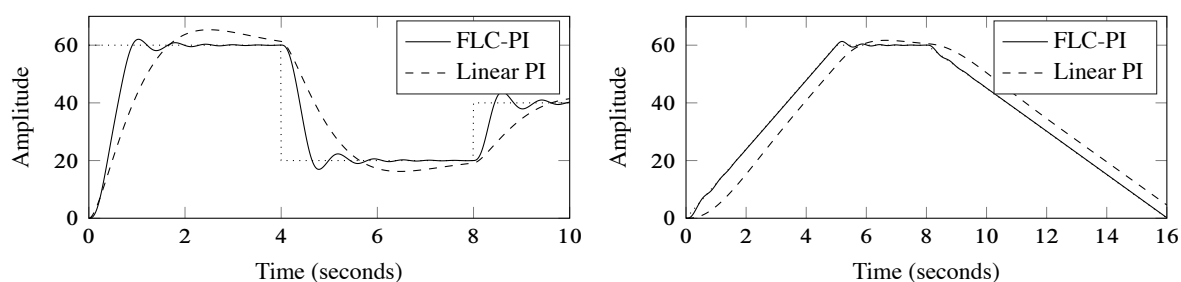 60
40
20
0
Amplitude
FLC-PI
Linear PI
0 2 4 6 8 10
Time (seconds)
60
40
20
0
Amplitude
FLC-PI
Linear PI
0 2 4 6 8 10 12 14 16
Time (seconds)